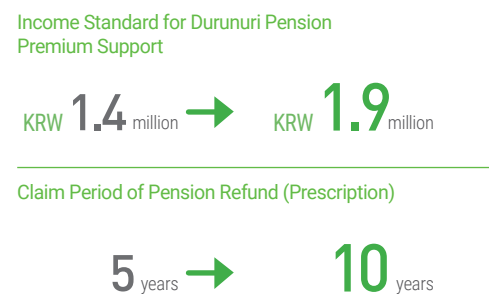 Income Standard for Durunuri Pension
Premium Support
KRW 1.4 million → KRW 1.9 million
Claim Period of Pension Refund (Prescription)
5 years → 10 years